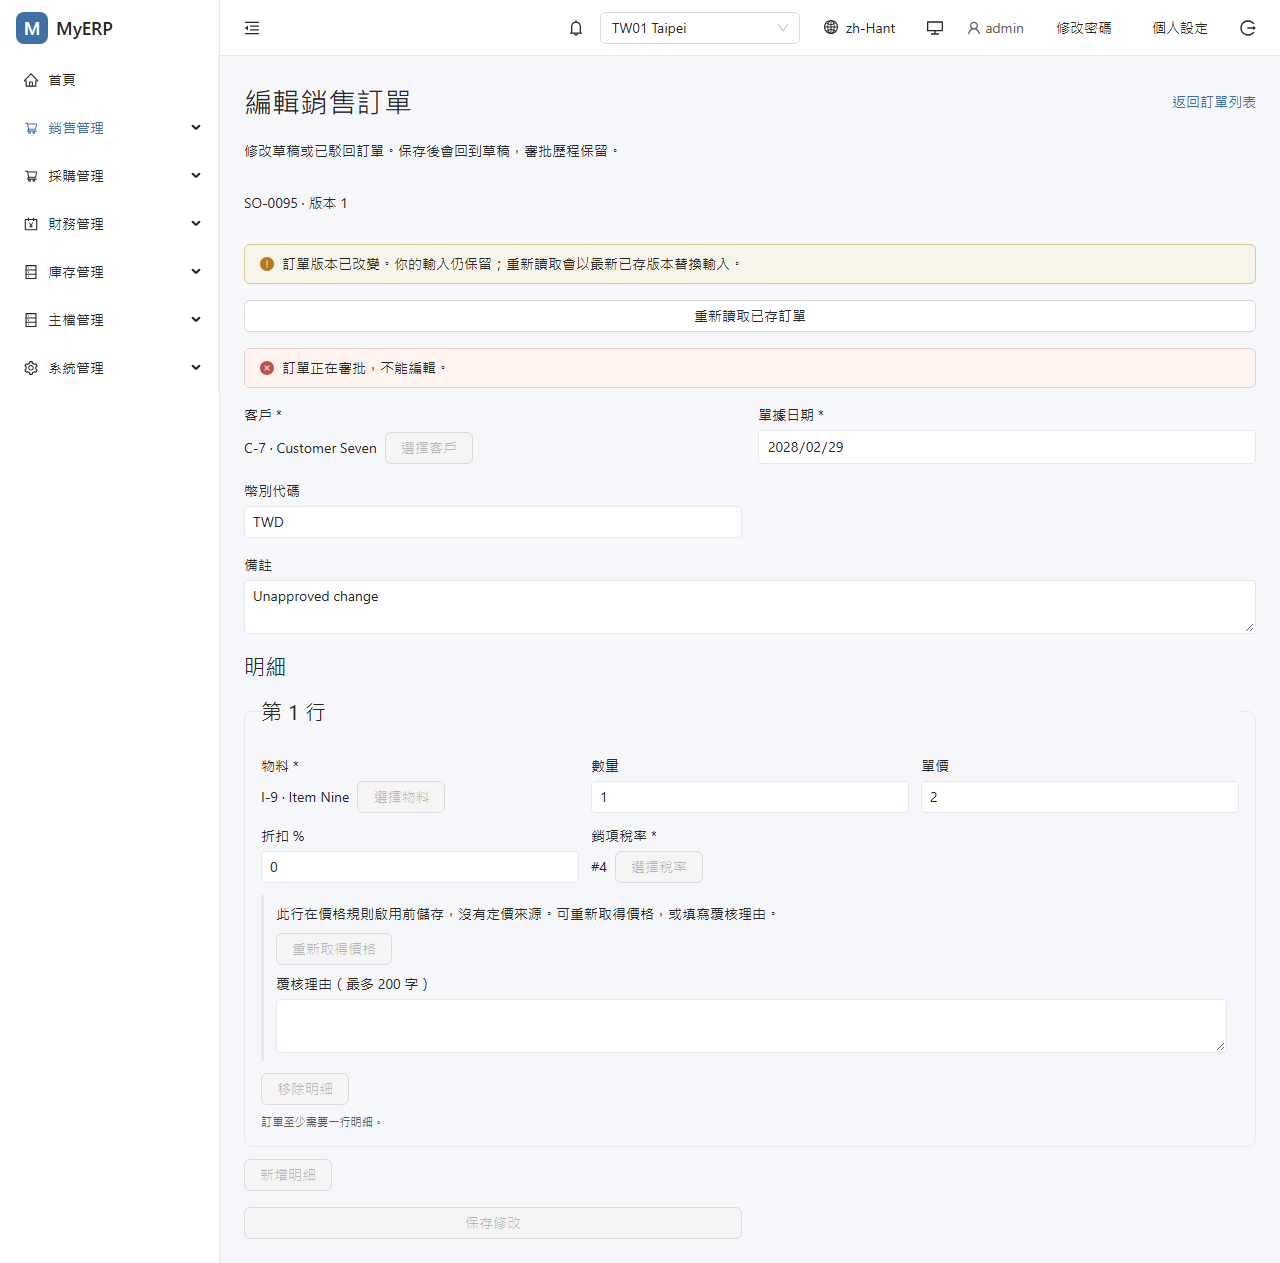 M MyERP
TW01 Taipei
zh-Hant
admin
修改密碼
個人設定
首頁
銷售管理
採購管理
財務管理
庫存管理
主檔管理
系統管理
編輯銷售訂單
返回訂單列表
修改草稿或已駁回訂單。保存後會回到草稿，審批歷程保留。
SO-0095 · 版本 1
訂單版本已改變。你的輸入仍保留；重新讀取會以最新已存版本替換輸入。
重新讀取已存訂單
訂單正在審批，不能編輯。
客戶 *
C-7 · Customer Seven
選擇客戶
單據日期 *
2028/02/29
幣別代碼
TWD
備註
Unapproved change
明細
第 1 行
物料 *
I-9 · Item Nine
選擇物料
數量
1
單價
2
折扣 %
0
銷項稅率 *
#4
選擇稅率
此行在價格規則啟用前儲存，沒有定價來源。可重新取得價格，或填寫覆核理由。
重新取得價格
覆核理由（最多 200 字）
移除明細
訂單至少需要一行明細。
新增明細
保存修改